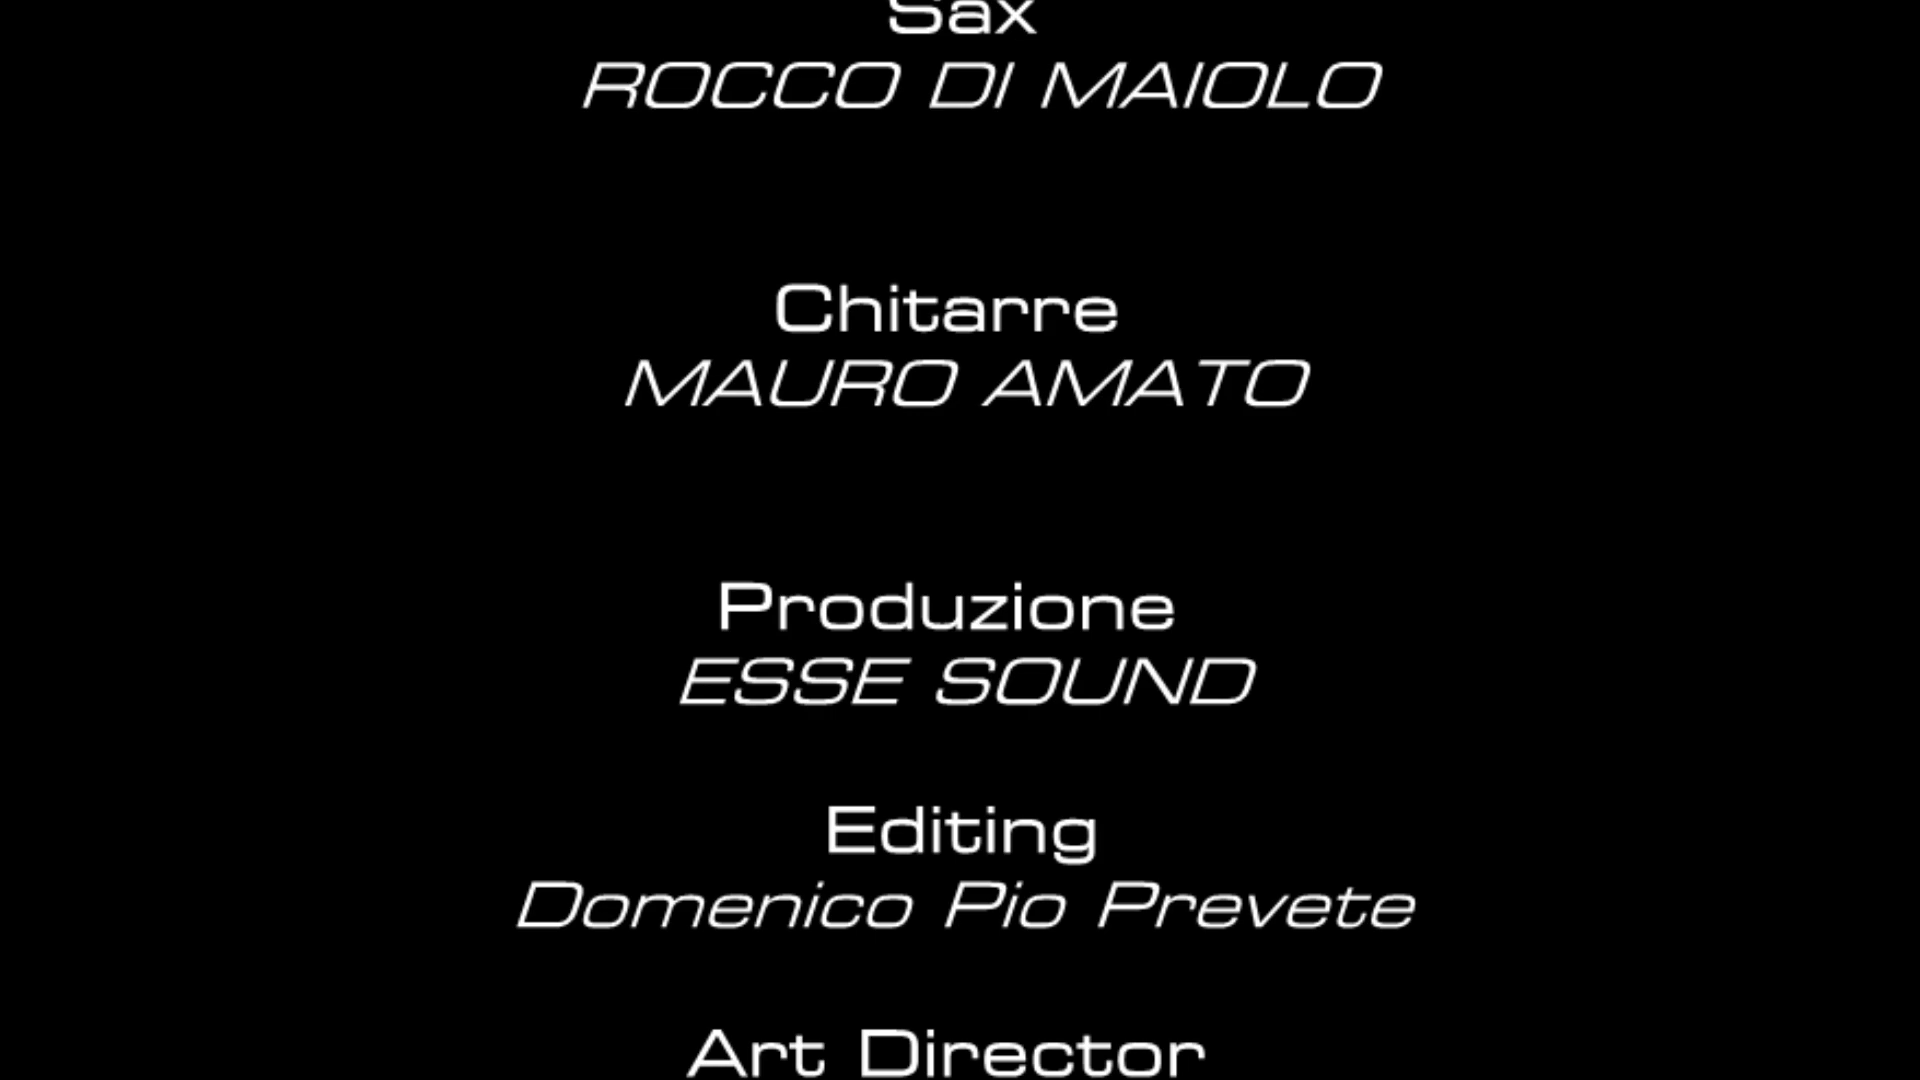 Sax
ROCCO DI MAIOLO
Chitarre
MAURO AMATO
Produzione
ESSE SOUND
Editing
Domenico Pio Prevete
Art Director